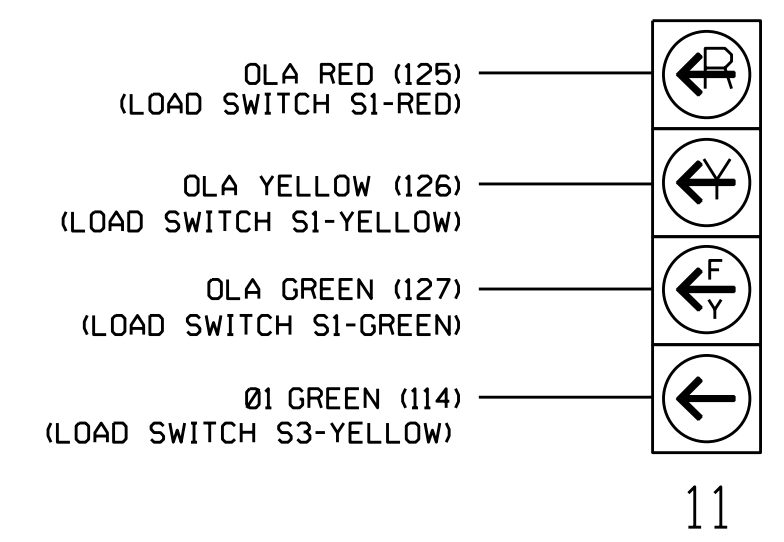 OLA RED (125)
(LOAD SWITCH S1-RED)
R
OLA YELLOW (126)
(LOAD SWITCH S1-YELLOW)
Y
OLA GREEN (127)
(LOAD SWITCH S1-GREEN)
F
Y
Ø1 GREEN (114)
(LOAD SWITCH S3-YELLOW)
11